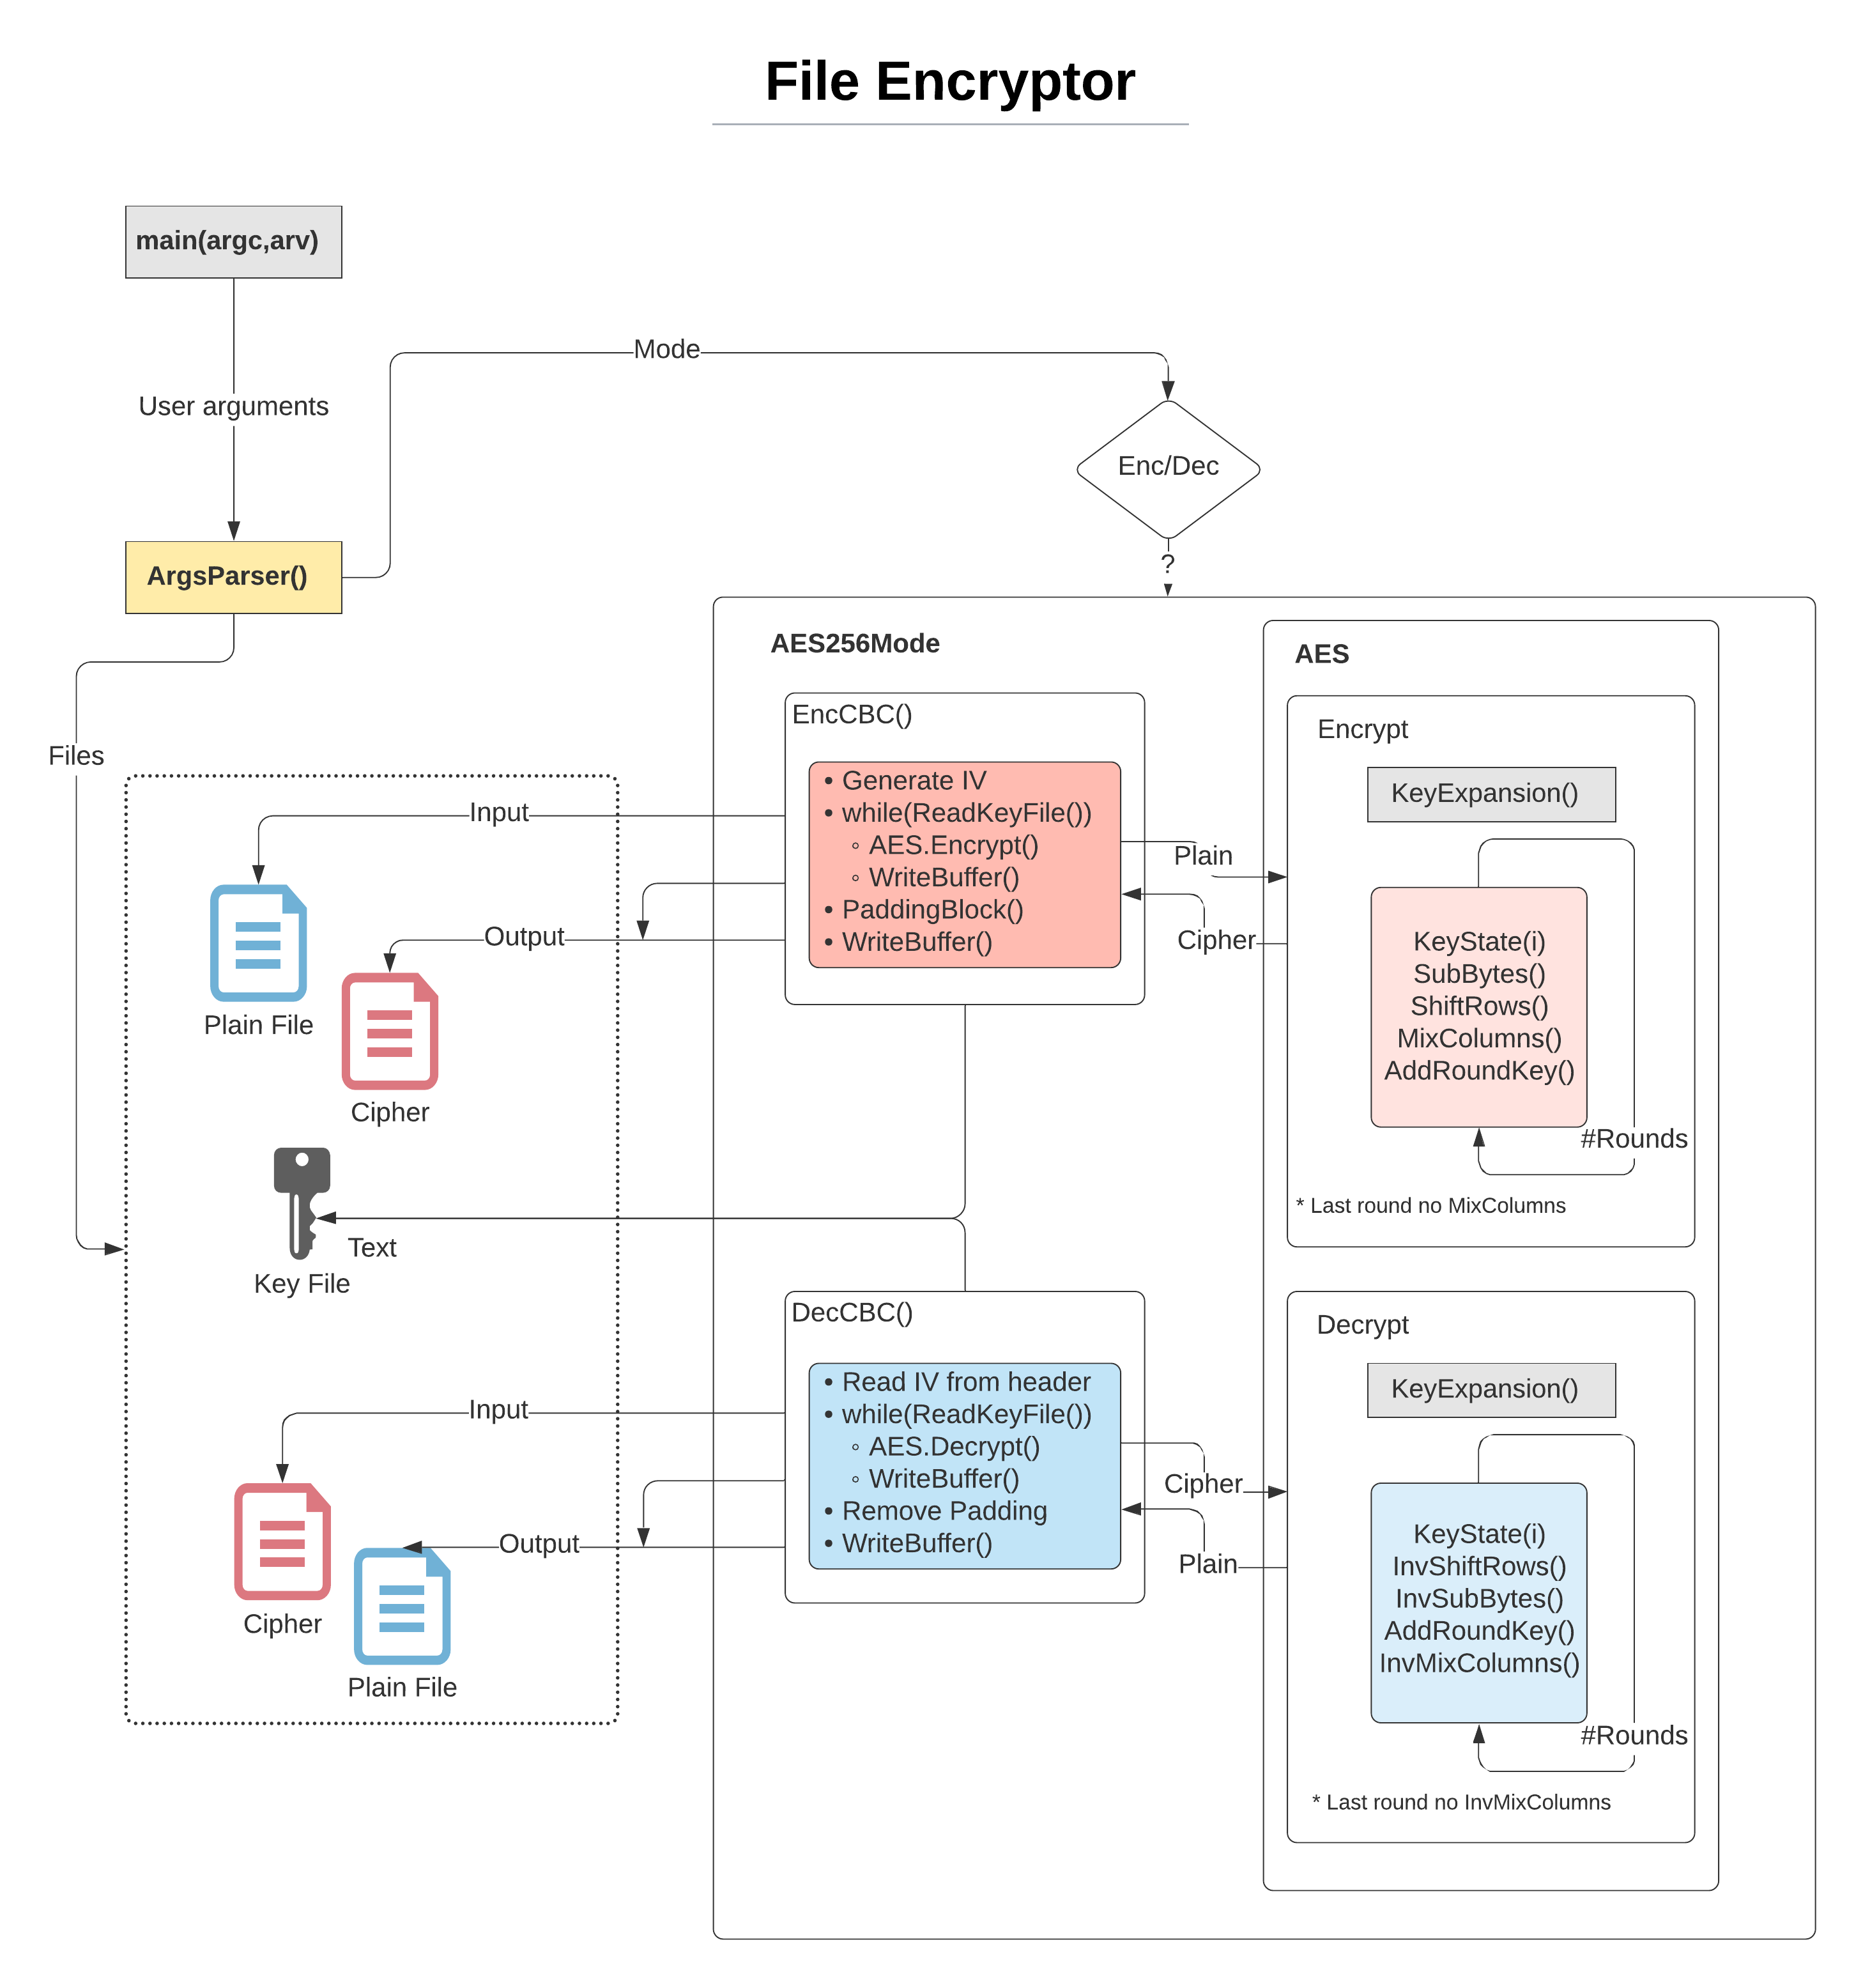 File Encryptor
main(argc,arv)
Mode
User arguments
Enc/Dec
?
ArgsParser()
Files
AES256Mode
EncCBC()
• Generate IV
• while(ReadKeyFile())
◦ AES.Encrypt()
◦ WriteBuffer()
• PaddingBlock()
• WriteBuffer()
Input
Output
Plain File
Cipher
Key File
Text
Plain
Cipher
AES
Encrypt
KeyExpansion()
KeyState(i)
SubBytes()
ShiftRows()
MixColumns()
AddRoundKey()
#Rounds
* Last round no MixColumns
DecCBC()
• Read IV from header
• while(ReadKeyFile())
◦ AES.Decrypt()
◦ WriteBuffer()
• Remove Padding
• WriteBuffer()
Input
Output
Cipher
Plain File
Cipher
Plain
Decrypt
KeyExpansion()
KeyState(i)
InvShiftRows()
InvSubBytes()
AddRoundKey()
InvMixColumns()
#Rounds
* Last round no InvMixColumns